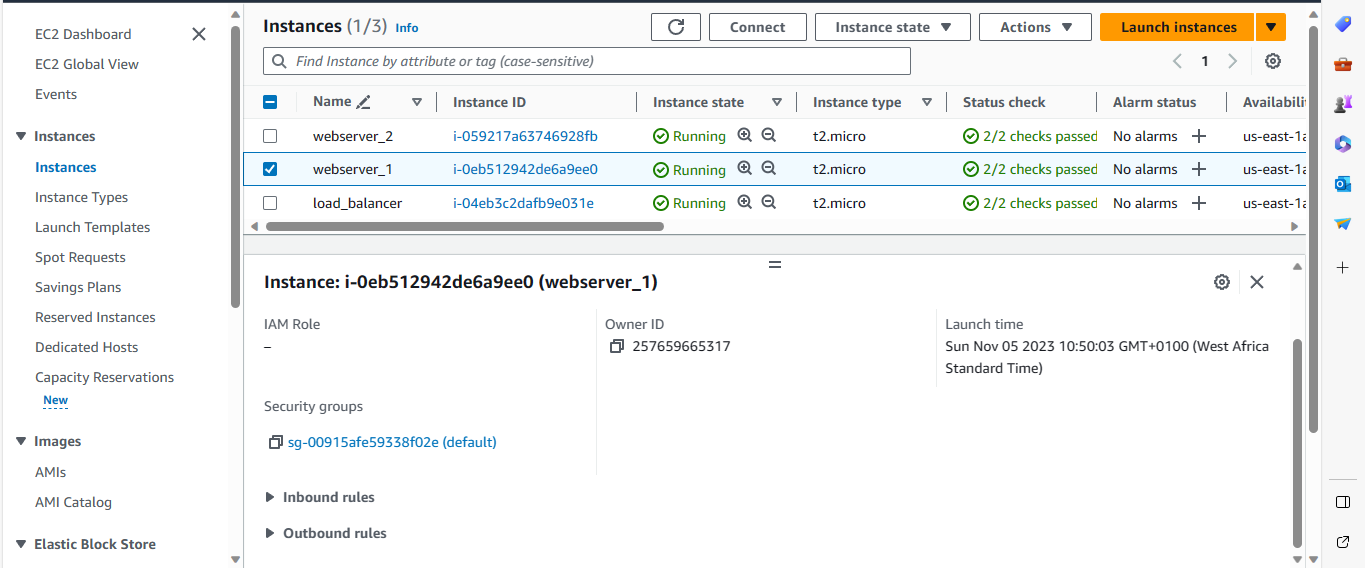 EC2 Dashboard
EC2 Global View
Events
Instances
Instances
Instance Types
Launch Templates
Spot Requests
Savings Plans
Reserved Instances
Dedicated Hosts
Capacity Reservations
New
Images
AMIs
AMI Catalog
Elastic Block Store
Instances (1/3) Info
Connect
Instance state
Actions
Launch instances
Find Instance by attribute or tag (case-sensitive)
1
Name Instance ID Instance state Instance type Status check Alarm status Availabili
webserver_2 i-059217a63746928fb Running t2.micro 2/2 checks passed No alarms us-east-1a
webserver_1 i-0eb512942de6a9ee0 Running t2.micro 2/2 checks passed No alarms us-east-1a
load_balancer i-04eb3c2dafb9e031e Running t2.micro 2/2 checks passed No alarms us-east-1a
Instance: i-0eb512942de6a9ee0 (webserver_1)
IAM Role
–
Owner ID
257659665317
Launch time
Sun Nov 05 2023 10:50:03 GMT+0100 (West Africa
Standard Time)
Security groups
sg-00915afe59338f02e (default)
Inbound rules
Outbound rules